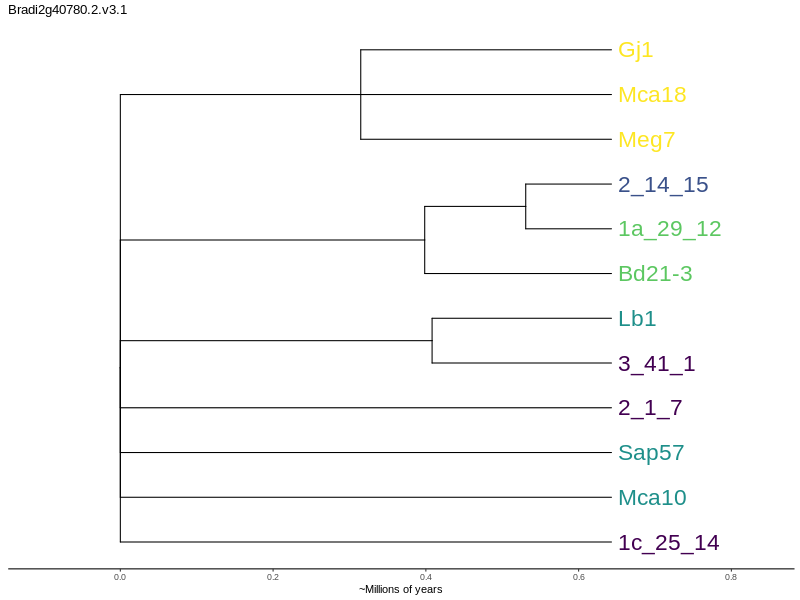 Bradi2g40780.2.v3.1
Gj1
Mca18
Meg7
2_14_15
1a_29_12
Bd21-3
Lb1
3_41_1
2_1_7
Sap57
Mca10
1c_25_14
0.0 0.2 0.4 0.6 0.8
~Millions of years